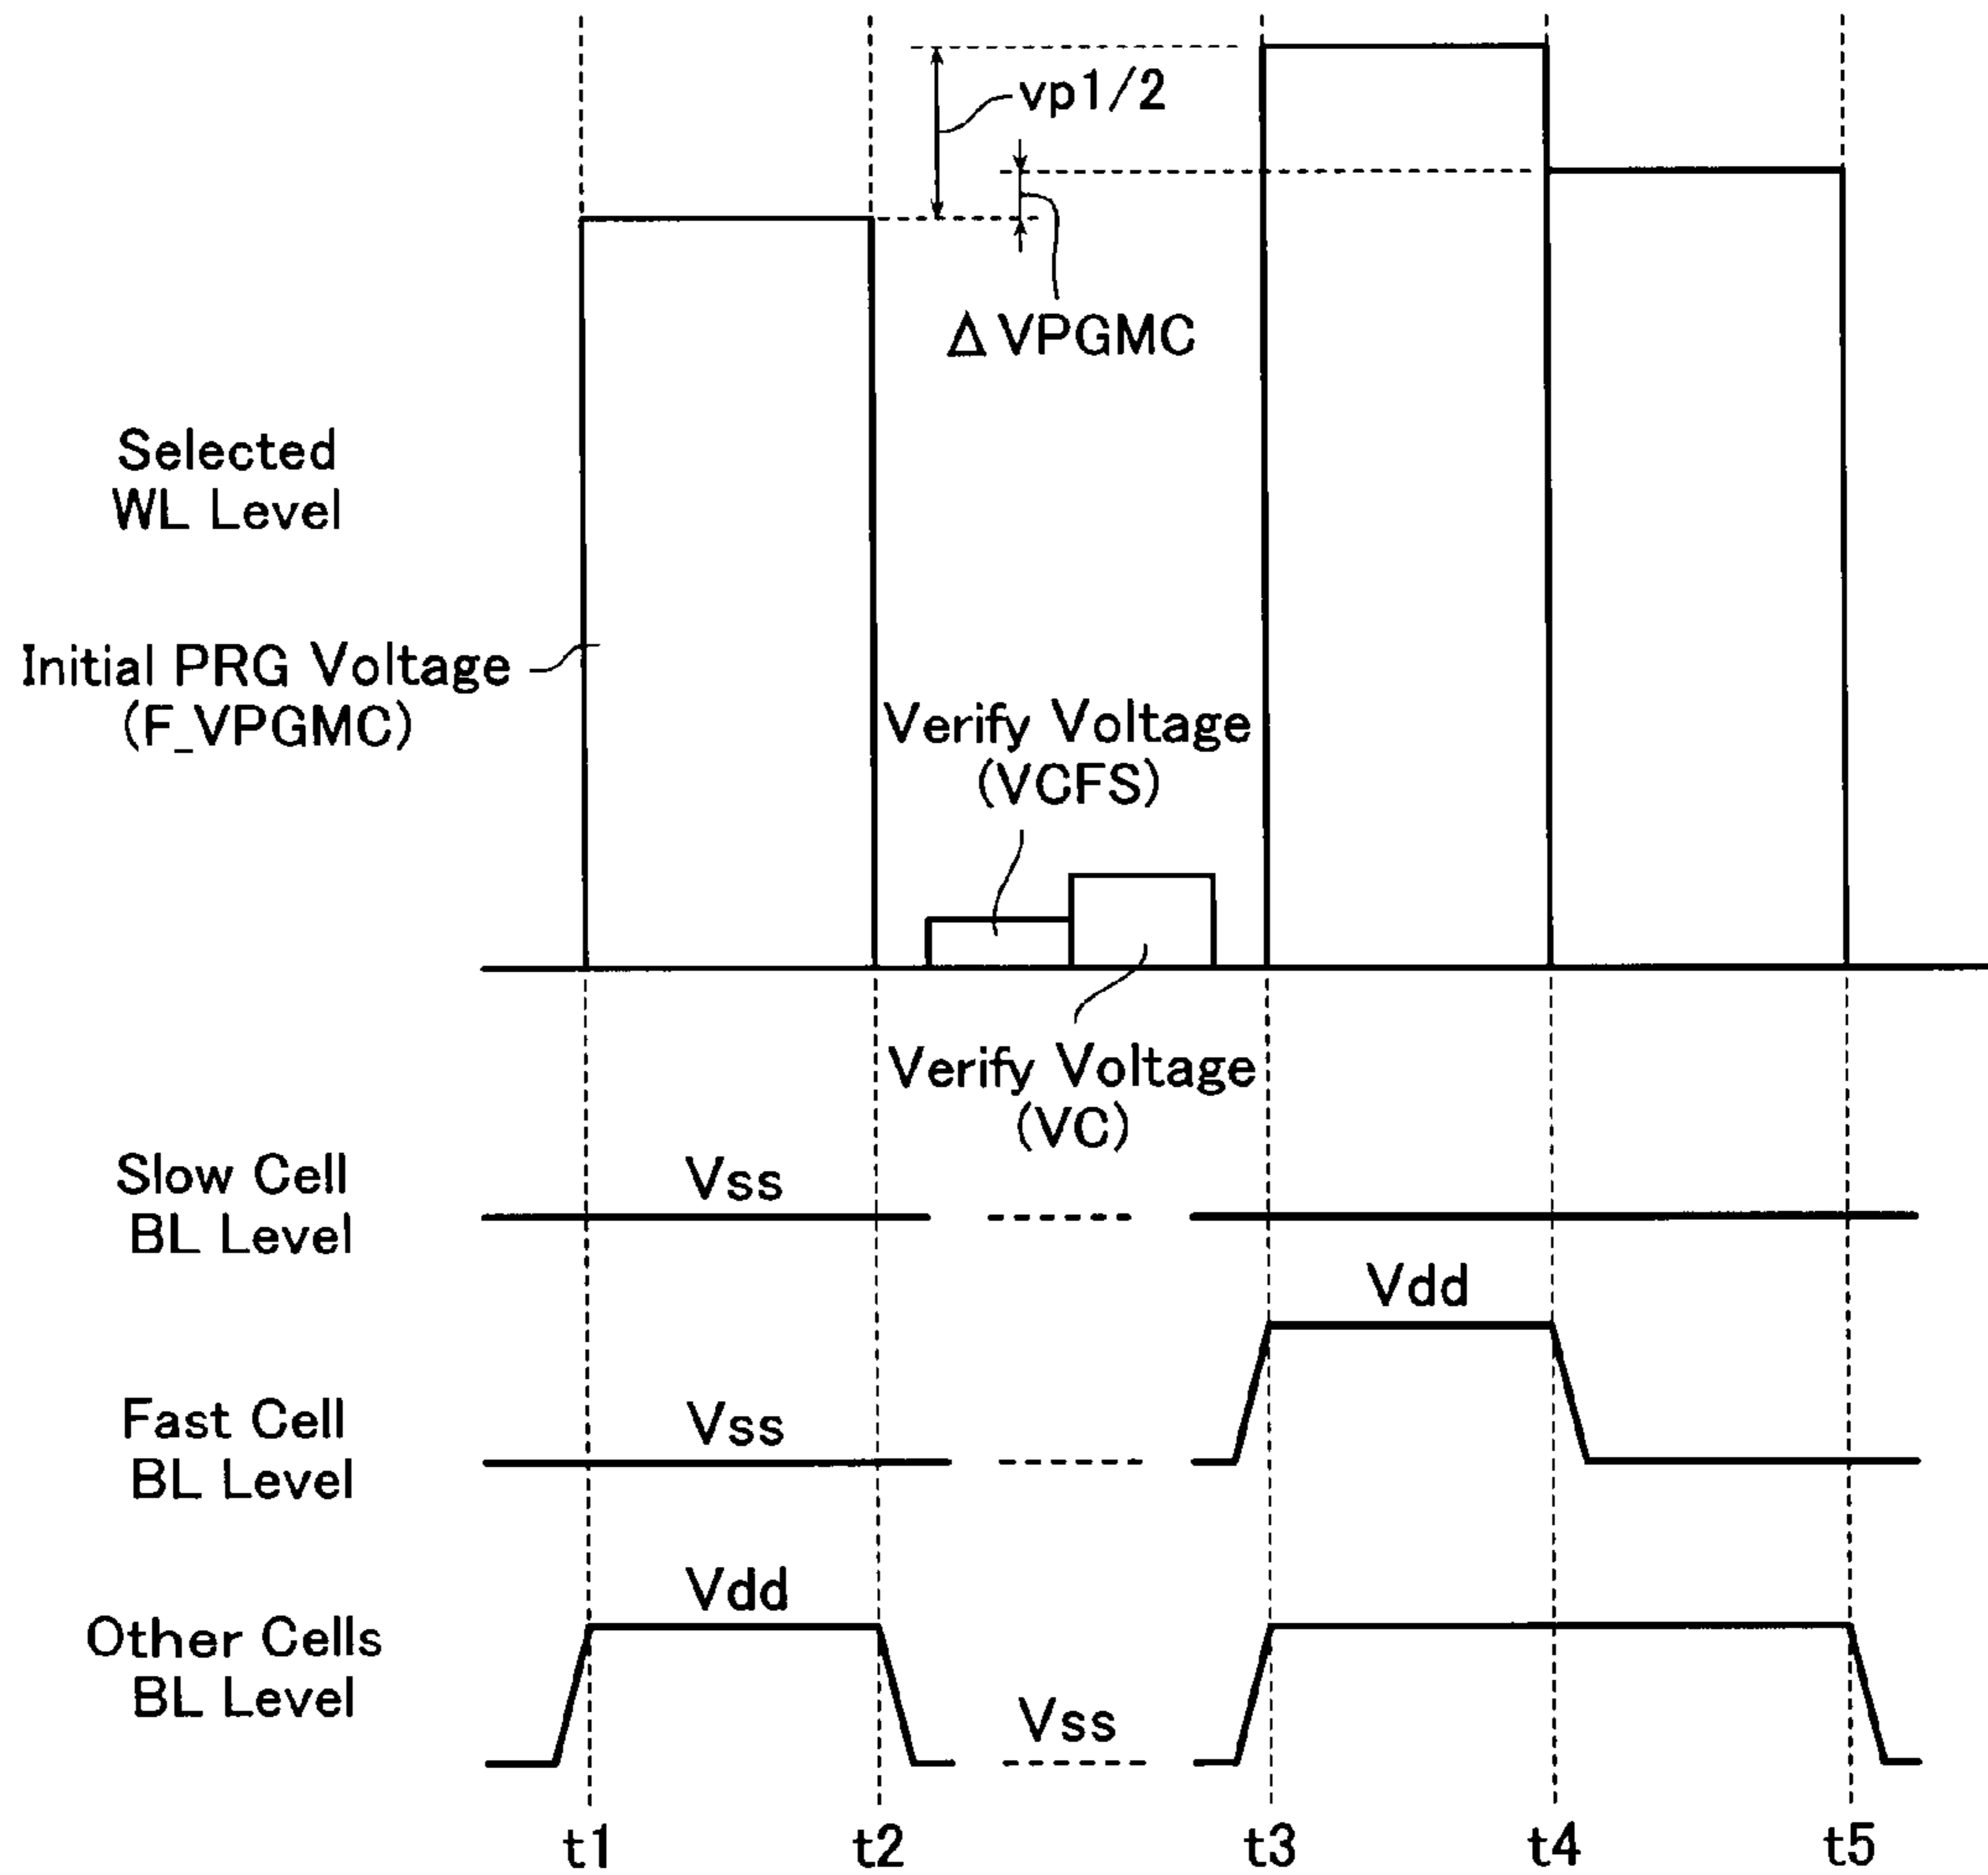 vp1/2
Δ VPGMC
Selected
WL Level
Initial PRG Voltage
(F_VPGMC)
Verify Voltage
(VCFS)
Verify Voltage
(VC)
Slow Cell
BL Level
Vss
Vdd
Fast Cell
BL Level
Vss
Vdd
Other Cells
BL Level
Vss
t1 t2 t3 t4 t5